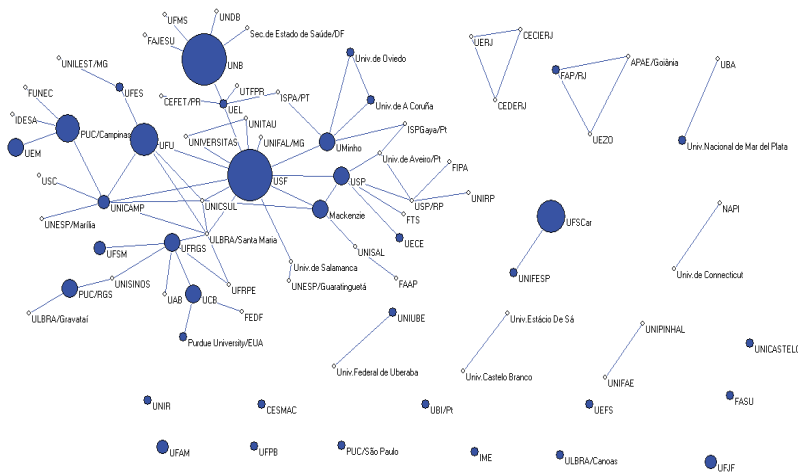 UFMS
UNDB
Sec.de Estado de Saúde/DF
FAJESU
UNB
UERJ
CECIERJ
CEDERJ
Univ.de Oviedo
FAP/RJ
APAE/Goiânia
UEZO
UBA
Univ.Nacional de Mar del Plata
UNILEST/MG
UFES
FUNEC
UTFPR
CEFET/PR
ISPA/PT
UEL
Univ.de A Coruña
IDESA
PUC/Campinas
UNITAU
ISPGaya/Pt
UEM
UFU
UNIVERSITAS
UNIFAL/MG
UMinho
Univ.de Aveiro/Pt
FIPA
USC
USF
USP
UNIRP
UNICAMP
UNICSUL
USP/RP
UNESP/Marília
Mackenzie
FTS
UFSCar
NAPI
ULBRA/Santa Maria
UECE
UFSM
UFRGS
UNISAL
Univ.de Salamanca
UNIFESP
Univ.de Connecticut
UNISINOS
UNESP/Guaratinguetá
FAAP
PUC/RGS
UAB
UCB
UFRPE
ULBRA/Gravataí
FEDF
UNIUBE
Univ.Estácio De Sá
UNIPINHAL
Purdue University/EUA
UNICASTELO
Univ.Federal de Uberaba
Univ.Castelo Branco
UNIFAE
UNIR
CESMAC
UBI/Pt
UEFS
FASU
UFAM
UFPB
PUC/São Paulo
IME
ULBRA/Canoas
UFJF